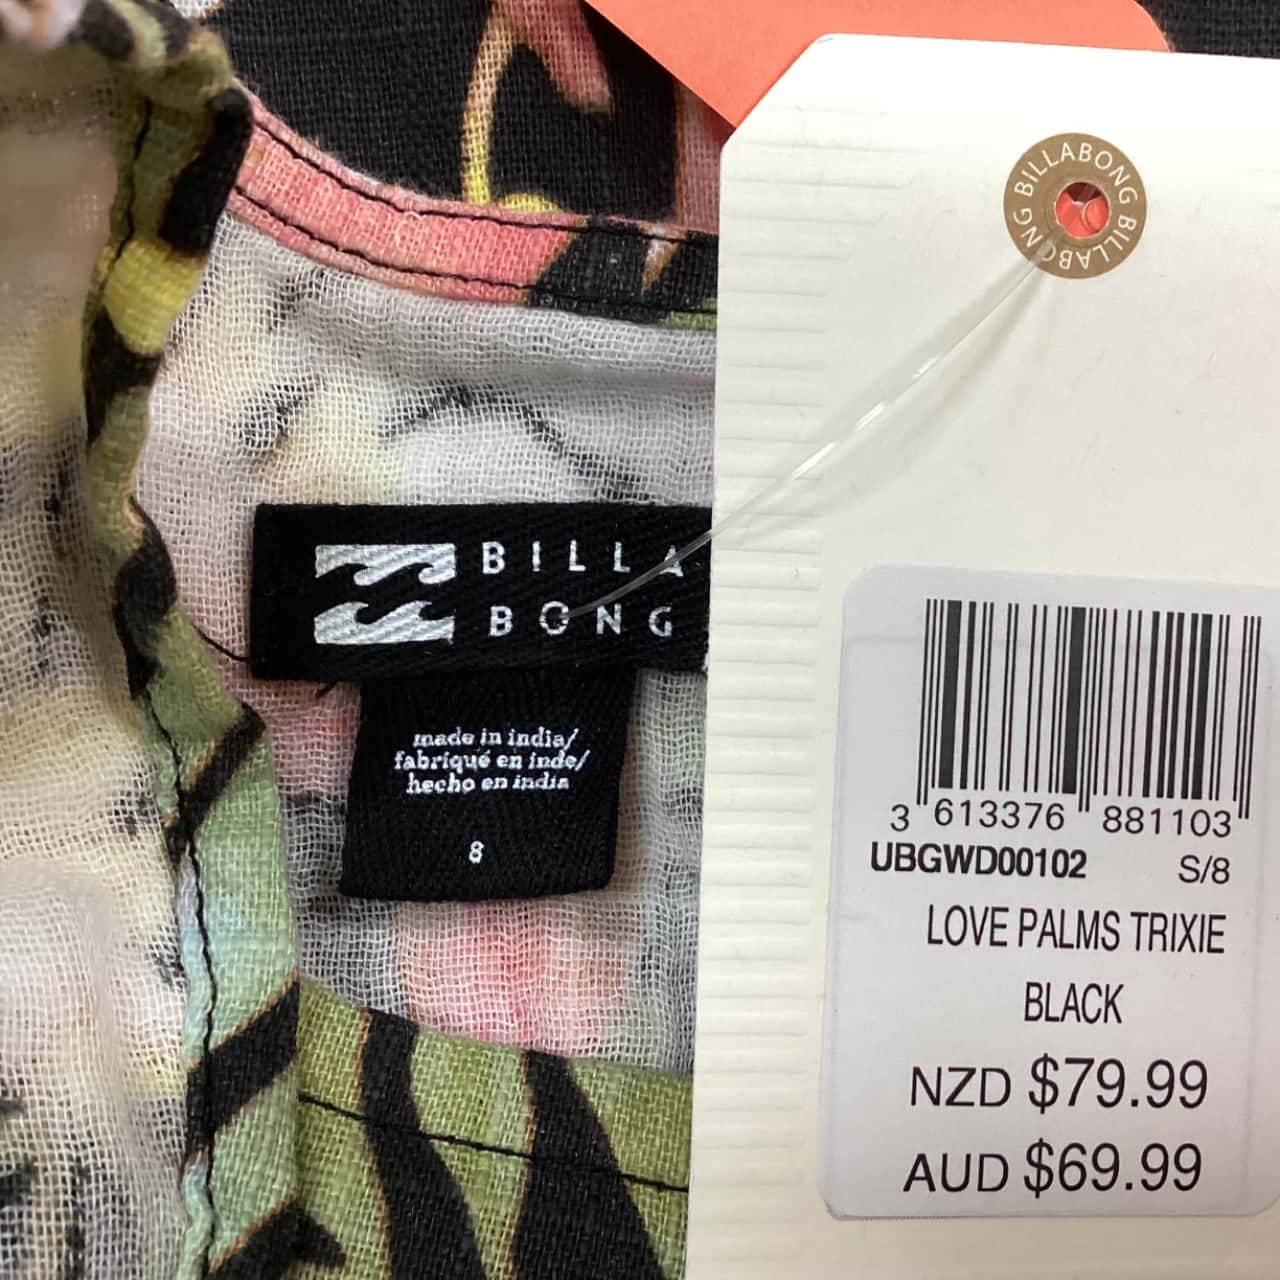 BILLABONG BILLABONG
BILLA
BONG
made in india/
fabriqué en inde/
hecho en india
8
3 613376 881103
UBGWD00102 S/8
LOVE PALMS TRIXIE
BLACK
NZD $79.99
AUD $69.99